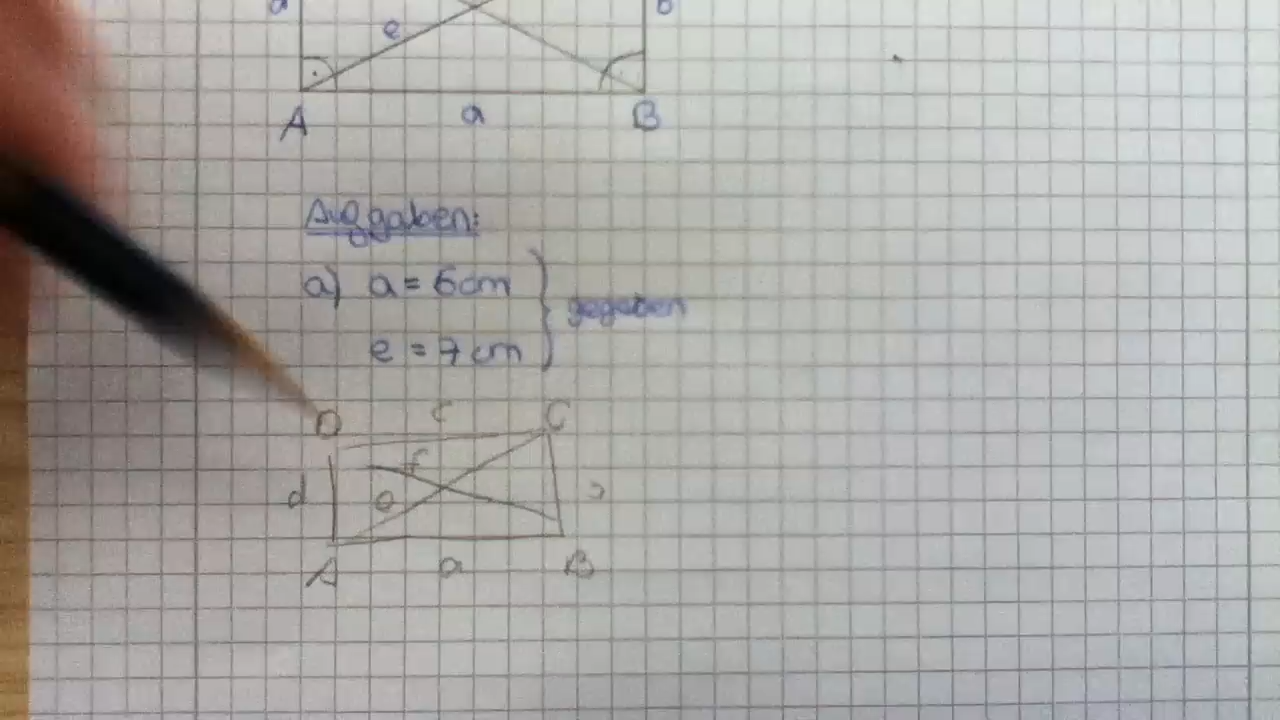 d b
e
A a B
Aufgaben:
a) a = 6cm
gegeben
e = 7cm
D c C
f
d e
A a B